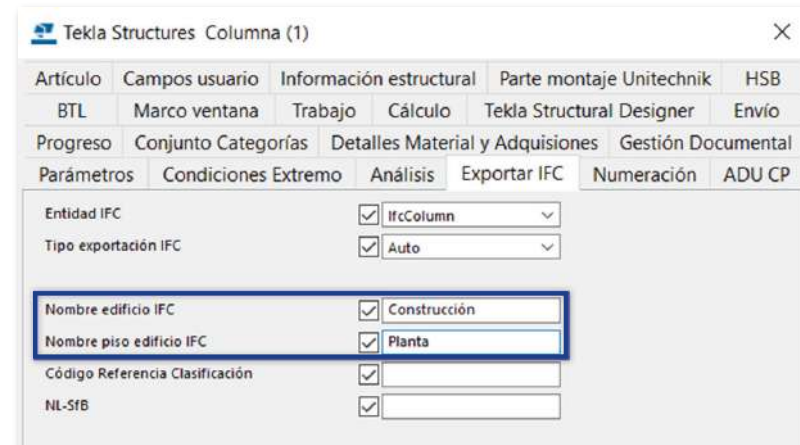 Tekla Structures Columna (1)
Artículo Campos usuario Información estructural Parte montaje Unitechnik HSB
BTL Marco ventana Trabajo Cálculo Tekla Structural Designer Envío
Progreso Conjunto Categorías Detalles Material y Adquisiones Gestión Documental
Parámetros Condiciones Extremo Análisis Exportar IFC Numeración ADU CP
Entidad IFC IfcColumn
Tipo exportación IFC Auto
Nombre edificio IFC Construcción
Nombre piso edificio IFC Planta
Código Referencia Clasificación
NL-SfB